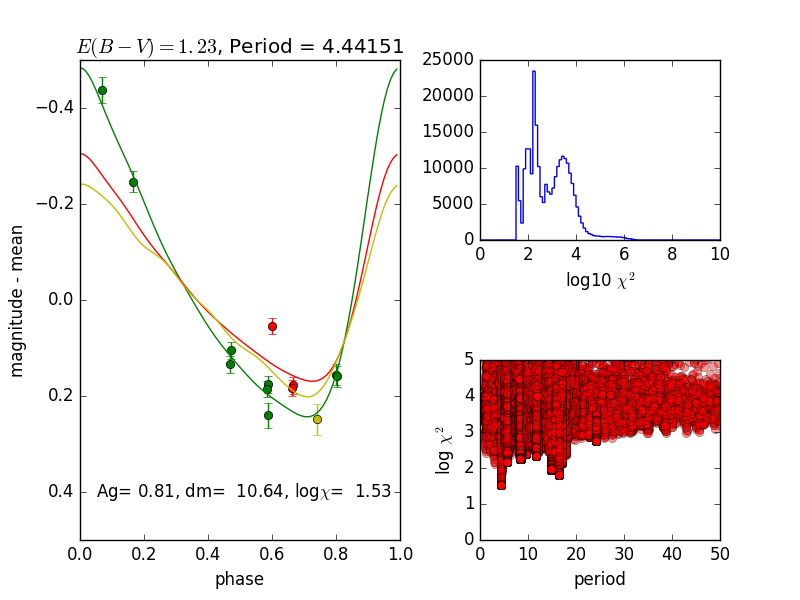 E(B − V) = 1.23, Period = 4.44151
−0.4
−0.2
0.0
0.2
0.4
magnitude - mean
Ag= 0.81, dm= 10.64, logχ= 1.53
0.0 0.2 0.4 0.6 0.8 1.0
phase
25000
20000
15000
10000
5000
0
0 2 4 6 8 10
log10 χ²
5
4
3
2
1
0
log χ²
0 10 20 30 40 50
period